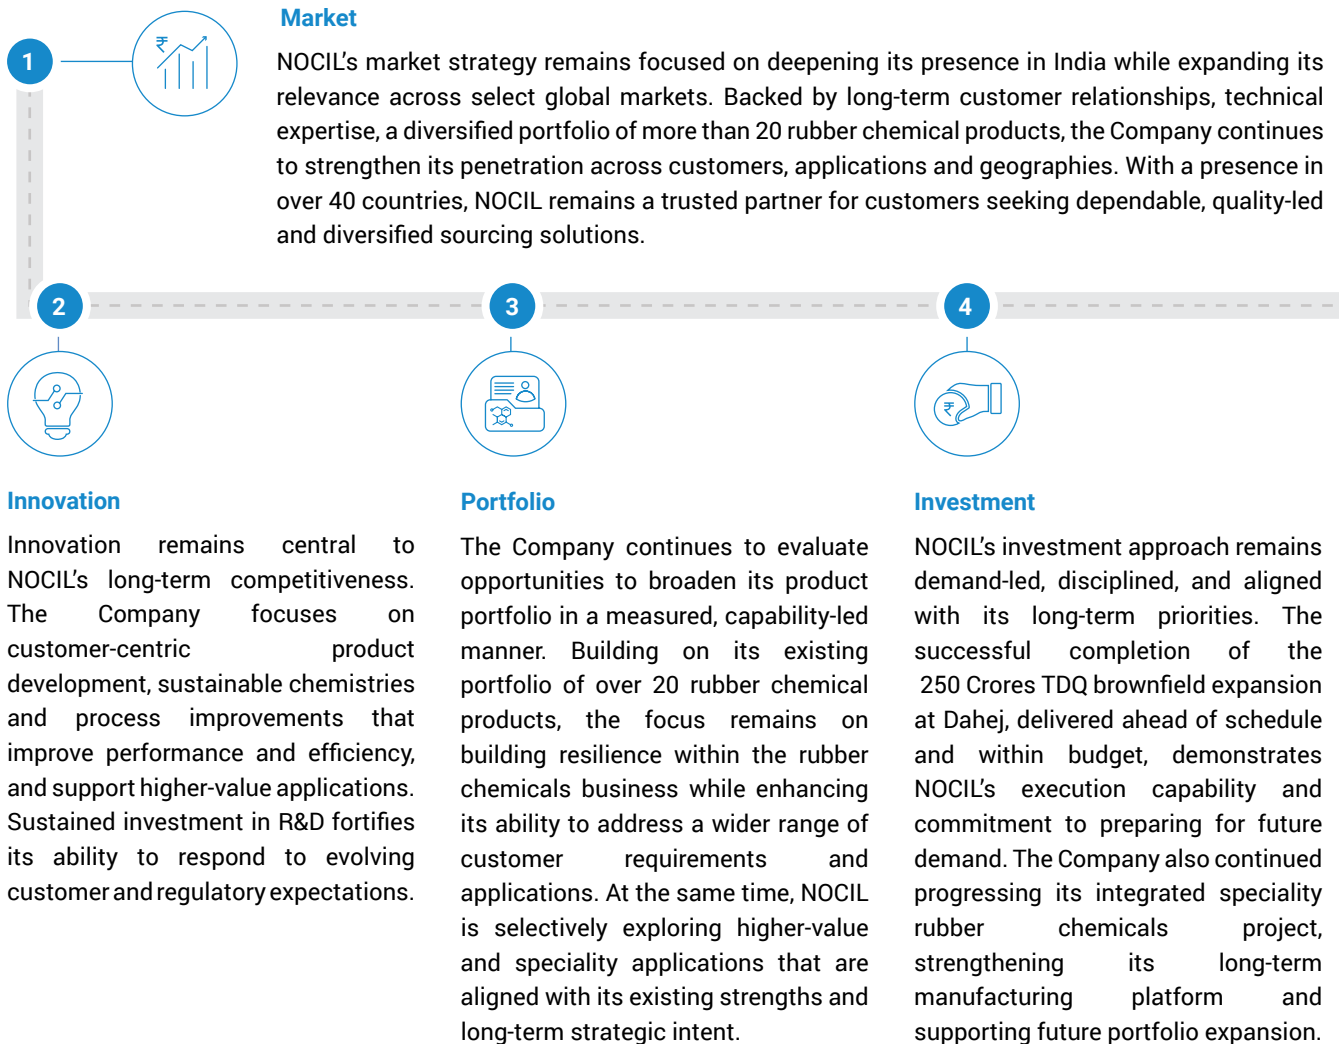 Market
1
NOCIL's market strategy remains focused on deepening its presence in India while expanding its
relevance across select global markets. Backed by long-term customer relationships, technical
expertise, a diversified portfolio of more than 20 rubber chemical products, the Company continues
to strengthen its penetration across customers, applications and geographies. With a presence in
over 40 countries, NOCIL remains a trusted partner for customers seeking dependable, quality-led
and diversified sourcing solutions.
2
Innovation
Innovation remains central to
NOCIL's long-term competitiveness.
The Company focuses on
customer-centric product
development, sustainable chemistries
and process improvements that
improve performance and efficiency,
and support higher-value applications.
Sustained investment in R&D fortifies
its ability to respond to evolving
customer and regulatory expectations.
3
Portfolio
The Company continues to evaluate
opportunities to broaden its product
portfolio in a measured, capability-led
manner. Building on its existing
portfolio of over 20 rubber chemical
products, the focus remains on
building resilience within the rubber
chemicals business while enhancing
its ability to address a wider range of
customer requirements and
applications. At the same time, NOCIL
is selectively exploring higher-value
and speciality applications that are
aligned with its existing strengths and
long-term strategic intent.
4
₹
Investment
NOCIL's investment approach remains
demand-led, disciplined, and aligned
with its long-term priorities. The
successful completion of the
250 Crores TDQ brownfield expansion
at Dahej, delivered ahead of schedule
and within budget, demonstrates
NOCIL's execution capability and
commitment to preparing for future
demand. The Company also continued
progressing its integrated speciality
rubber chemicals project,
strengthening its long-term
manufacturing platform and
supporting future portfolio expansion.